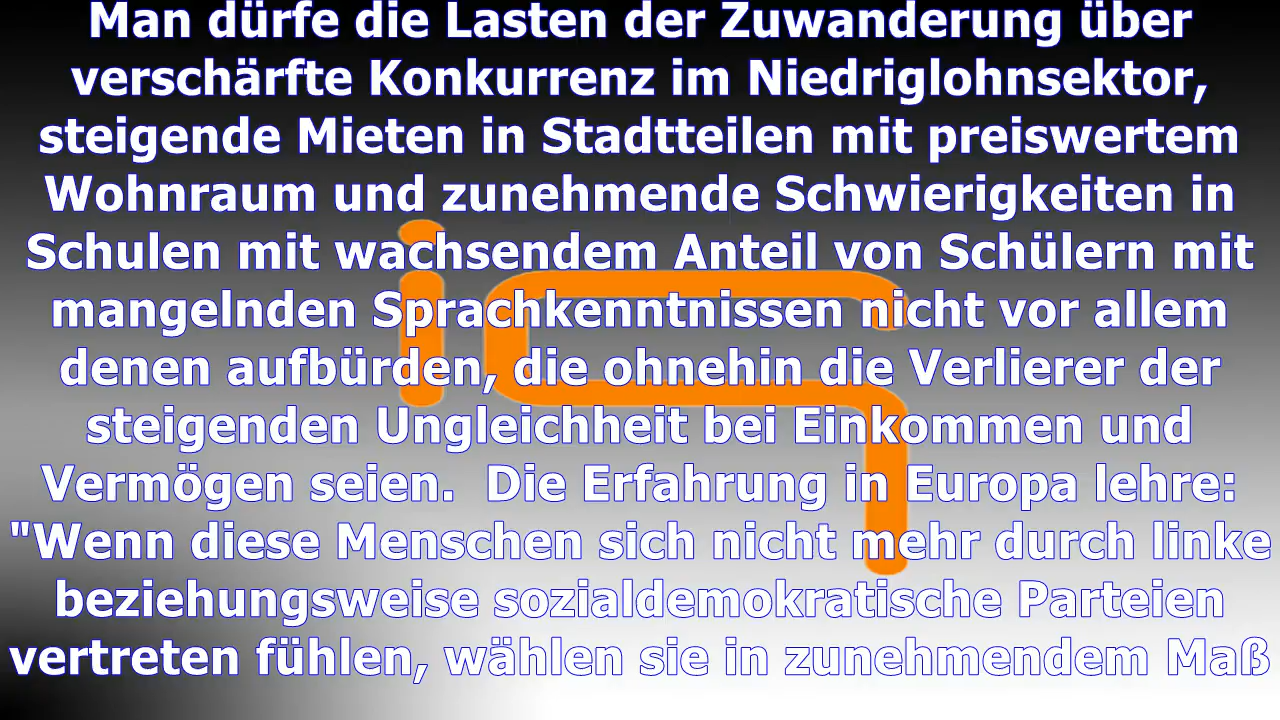 Man dürfe die Lasten der Zuwanderung über
verschärfte Konkurrenz im Niedriglohnsektor,
steigende Mieten in Stadtteilen mit preiswertem
Wohnraum und zunehmende Schwierigkeiten in
Schulen mit wachsendem Anteil von Schülern mit
mangelnden Sprachkenntnissen nicht vor allem
denen aufbürden, die ohnehin die Verlierer der
steigenden Ungleichheit bei Einkommen und
Vermögen seien.  Die Erfahrung in Europa lehre:
"Wenn diese Menschen sich nicht mehr durch linke
beziehungsweise sozialdemokratische Parteien
vertreten fühlen, wählen sie in zunehmendem Maß